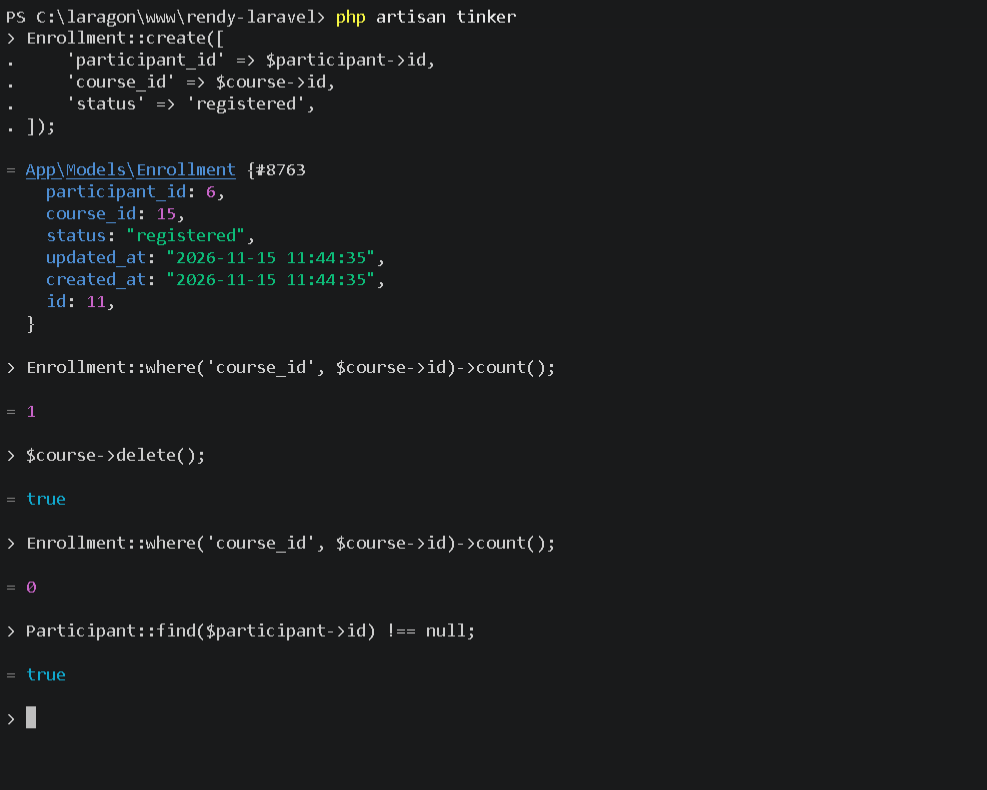 PS C:\laragon\www\rendy-laravel> php artisan tinker
> Enrollment::create([
.     'participant_id' => $participant->id,
.     'course_id' => $course->id,
.     'status' => 'registered',
. ]);
= App\Models\Enrollment {#8763
    participant_id: 6,
    course_id: 15,
    status: "registered",
    updated_at: "2026-11-15 11:44:35",
    created_at: "2026-11-15 11:44:35",
    id: 11,
  }
> Enrollment::where('course_id', $course->id)->count();
= 1
> $course->delete();
= true
> Enrollment::where('course_id', $course->id)->count();
= 0
> Participant::find($participant->id) !== null;
= true
>